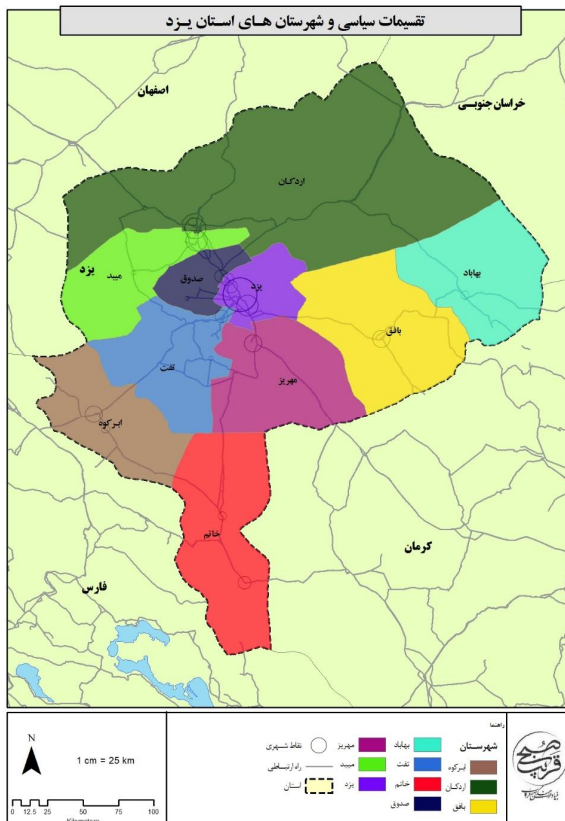 تقسیمات سیاسی و شهرستان های استان یزد
اصفهان
خراسان جنوبی
اردکان
یزد
میبد
صدوق
یزد
بهاباد
بافق
تفت
مهریز
ابرکوه
خاتم
کرمان
فارس
راهنما
شهرستان
ابرکوه
اردکان
بافق
بهاباد
تفت
خاتم
صدوق
مهریز
میبد
یزد
نقاط شهری
راه ارتباطی
استان
N
1 cm = 25 km
0 12.5 25 50 75 100
Kilometers